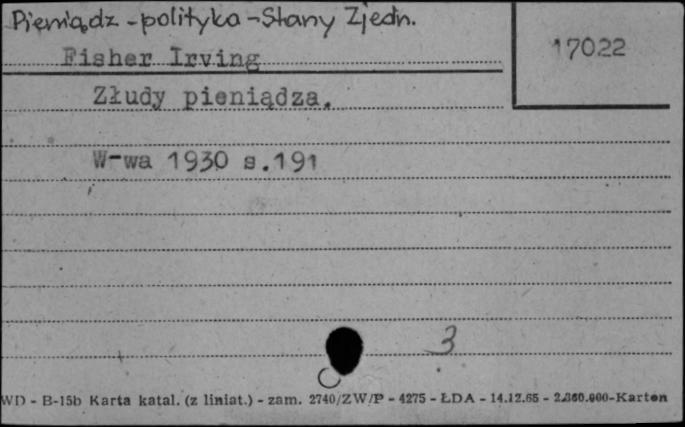 Pieniądz - polityka - Stany Zjedn.
17022
Fisher Irving
Złudy pieniądza.
W-wa 1930 s.191
3
WD - B-15b Karta katal. (z liniat.) - zam. 2740/ZW/P - 4275 - ŁDA - 14.12.65 - 2.360.000-Karton